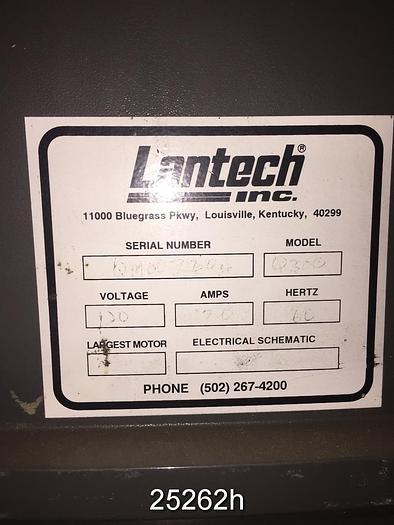 Lantech®
INC.
11000 Bluegrass Pkwy, Louisville, Kentucky, 40299
SERIAL NUMBER MODEL
Q300
VOLTAGE AMPS HERTZ
120 60
LARGEST MOTOR ELECTRICAL SCHEMATIC
PHONE (502) 267-4200
25262h